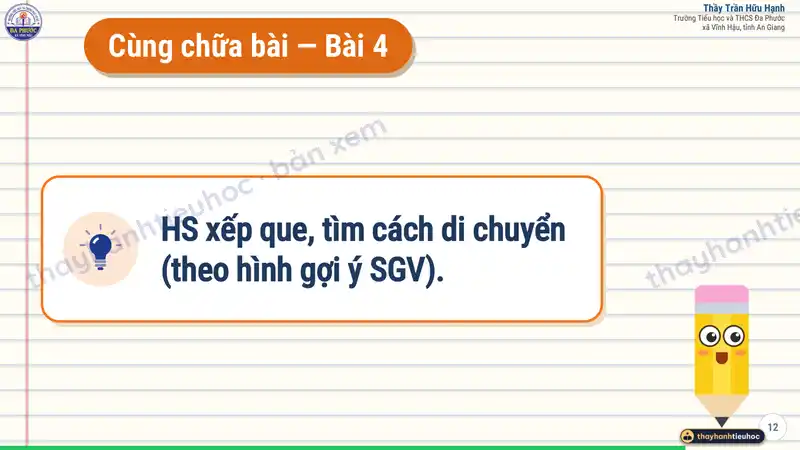 Thầy Trần Hữu Hạnh
Trường Tiểu học và THCS Đa Phước
xã Vĩnh Hậu, tỉnh An Giang
ĐA PHƯỚC
Cùng chữa bài – Bài 4
thayhanhtieuhoc · bản xem
HS xếp que, tìm cách di chuyển
(theo hình gợi ý SGV).
thayhanhtieuhoc
12